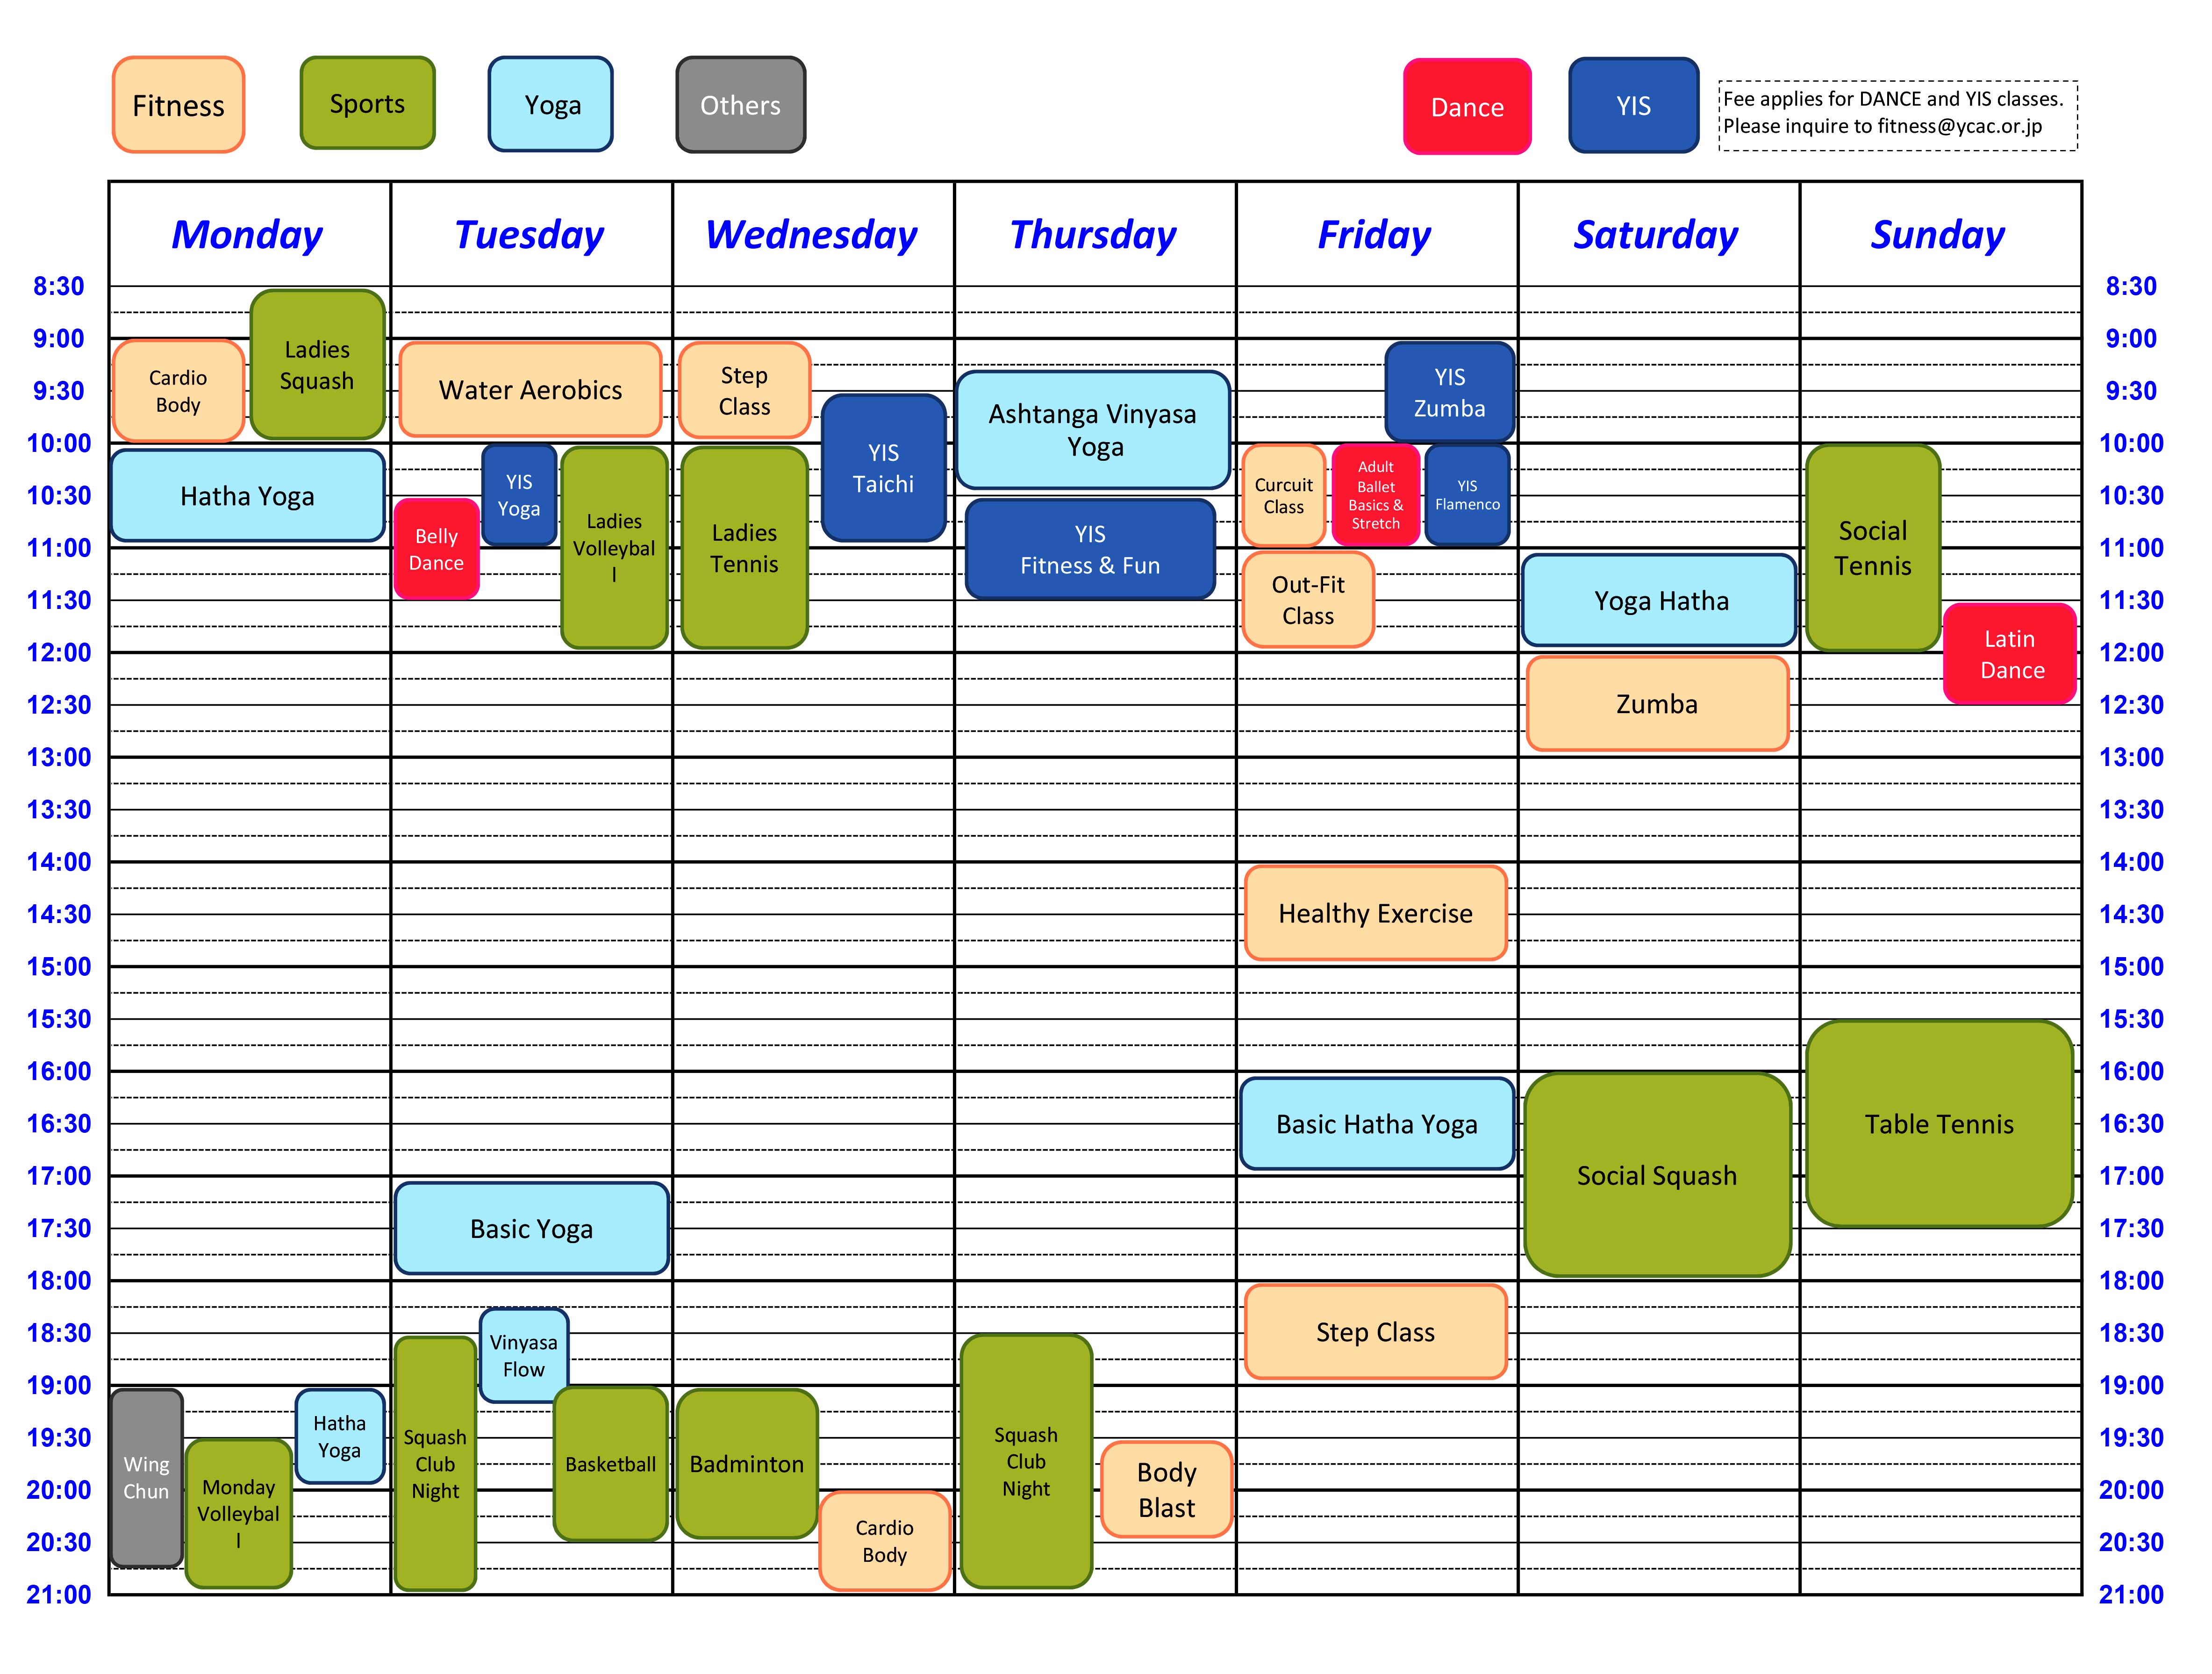 Fitness
Sports
Yoga
Others
Dance
YIS
Fee applies for DANCE and YIS classes.
Please inquire to fitness@ycac.or.jp
Monday
Tuesday
Wednesday
Thursday
Friday
Saturday
Sunday
8:30
8:30
9:00
9:00
9:30
9:30
10:00
10:00
10:30
10:30
11:00
11:00
11:30
11:30
12:00
12:00
12:30
12:30
13:00
13:00
13:30
13:30
14:00
14:00
14:30
14:30
15:00
15:00
15:30
15:30
16:00
16:00
16:30
16:30
17:00
17:00
17:30
17:30
18:00
18:00
18:30
18:30
19:00
19:00
19:30
19:30
20:00
20:00
20:30
20:30
21:00
21:00
Ladies
Squash
Cardio
Body
Hatha Yoga
Wing
Chun
Monday
Volleybal
l
Hatha
Yoga
Water Aerobics
YIS
Yoga
Belly
Dance
Ladies
Volleybal
l
Basic Yoga
Vinyasa
Flow
Squash
Club
Night
Basketball
Step
Class
YIS
Taichi
Ladies
Tennis
Badminton
Cardio
Body
Ashtanga Vinyasa
Yoga
YIS
Fitness & Fun
Squash
Club
Night
Body
Blast
YIS
Zumba
Curcuit
Class
Adult
Ballet
Basics &
Stretch
YIS
Flamenco
Out-Fit
Class
Healthy Exercise
Basic Hatha Yoga
Step Class
Yoga Hatha
Zumba
Social Squash
Social
Tennis
Latin
Dance
Table Tennis